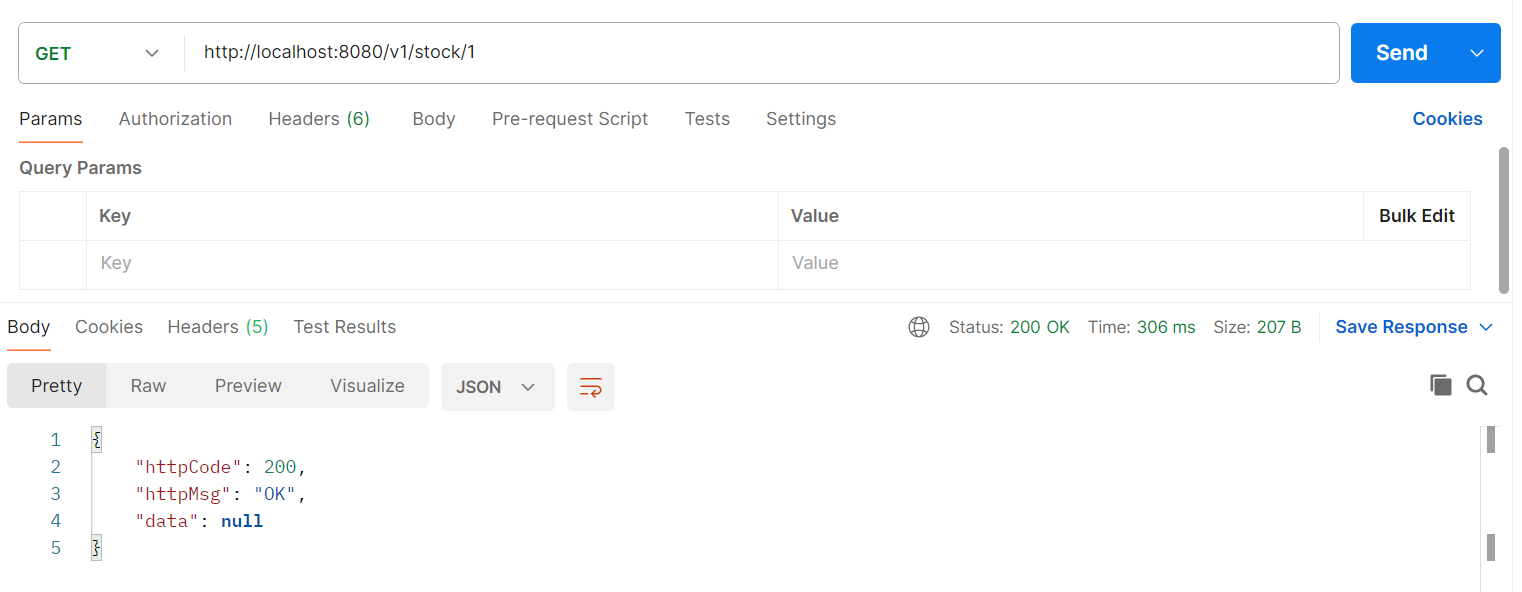 GET http://localhost:8080/v1/stock/1 Send
Params Authorization Headers (6) Body Pre-request Script Tests Settings Cookies
Query Params
Key Value Bulk Edit
Key Value
Body Cookies Headers (5) Test Results Status: 200 OK Time: 306 ms Size: 207 B Save Response
Pretty Raw Preview Visualize JSON
1 {
2 "httpCode": 200,
3 "httpMsg": "OK",
4 "data": null
5 }